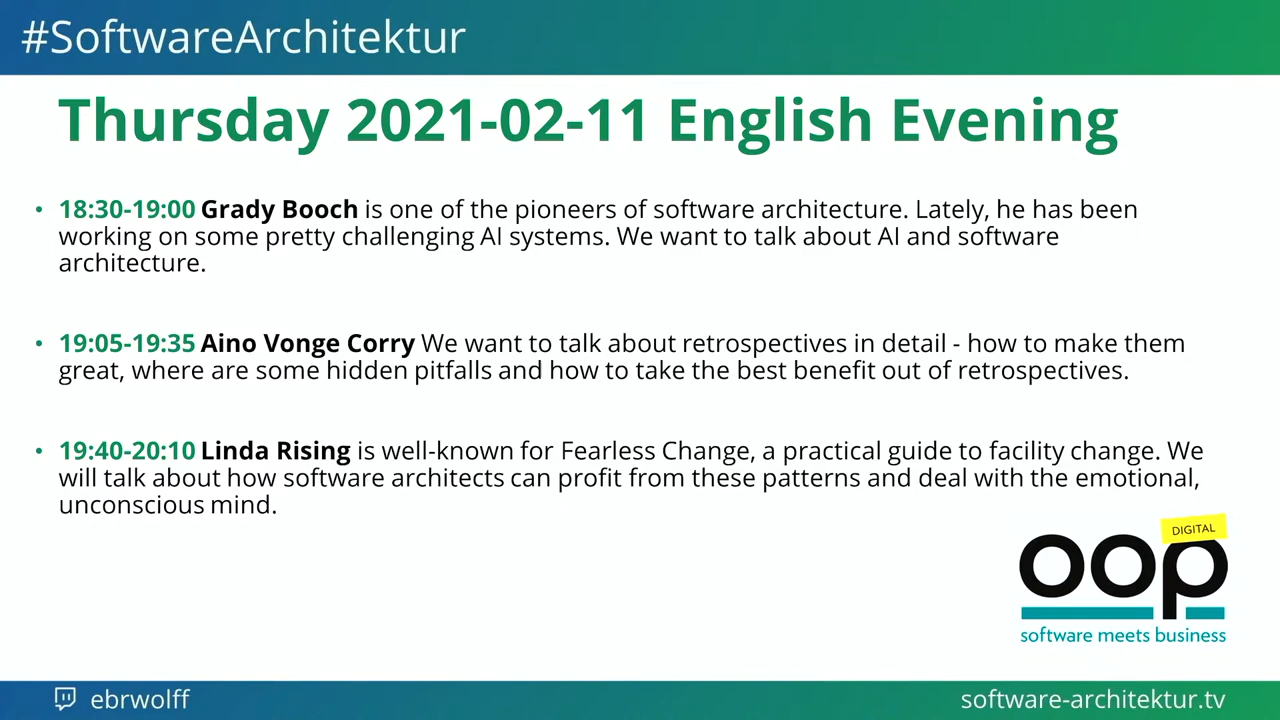 #SoftwareArchitektur
Thursday 2021-02-11 English Evening
• 18:30-19:00 Grady Booch is one of the pioneers of software architecture. Lately, he has been
working on some pretty challenging AI systems. We want to talk about AI and software
architecture.
• 19:05-19:35 Aino Vonge Corry We want to talk about retrospectives in detail - how to make them
great, where are some hidden pitfalls and how to take the best benefit out of retrospectives.
• 19:40-20:10 Linda Rising is well-known for Fearless Change, a practical guide to facility change. We
will talk about how software architects can profit from these patterns and deal with the emotional,
unconscious mind.
DIGITAL
oop
software meets business
ebrwolff
software-architektur.tv